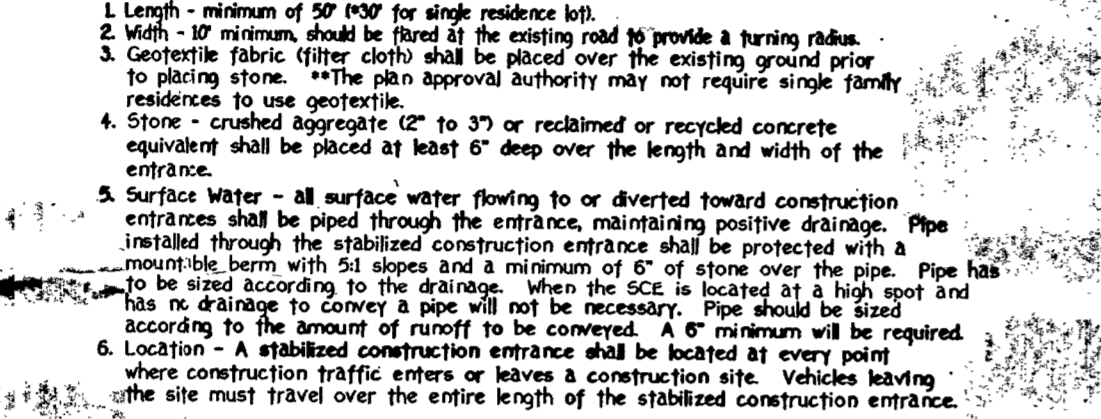 1. Length - minimum of 50' (*30' for single residence lot).
2. Width - 10' minimum, should be flared at the existing road to provide a turning radius.
3. Geotextile fabric (filter cloth) shall be placed over the existing ground prior
to placing stone. **The plan approval authority may not require single family
residences to use geotextile.
4. Stone - crushed aggregate (2" to 3") or reclaimed or recycled concrete
equivalent shall be placed at least 6" deep over the length and width of the
entrance.
5. Surface Water - all surface water flowing to or diverted toward construction
entrances shall be piped through the entrance, maintaining positive drainage. Pipe
installed through the stabilized construction entrance shall be protected with a
mountible berm with 5:1 slopes and a minimum of 6" of stone over the pipe. Pipe has
to be sized according to the drainage. When the SCE is located at a high spot and
has no drainage to convey a pipe will not be necessary. Pipe should be sized
according to the amount of runoff to be conveyed. A 6" minimum will be required.
6. Location - A stabilized construction entrance shall be located at every point
where construction traffic enters or leaves a construction site. Vehicles leaving
the site must travel over the entire length of the stabilized construction entrance.